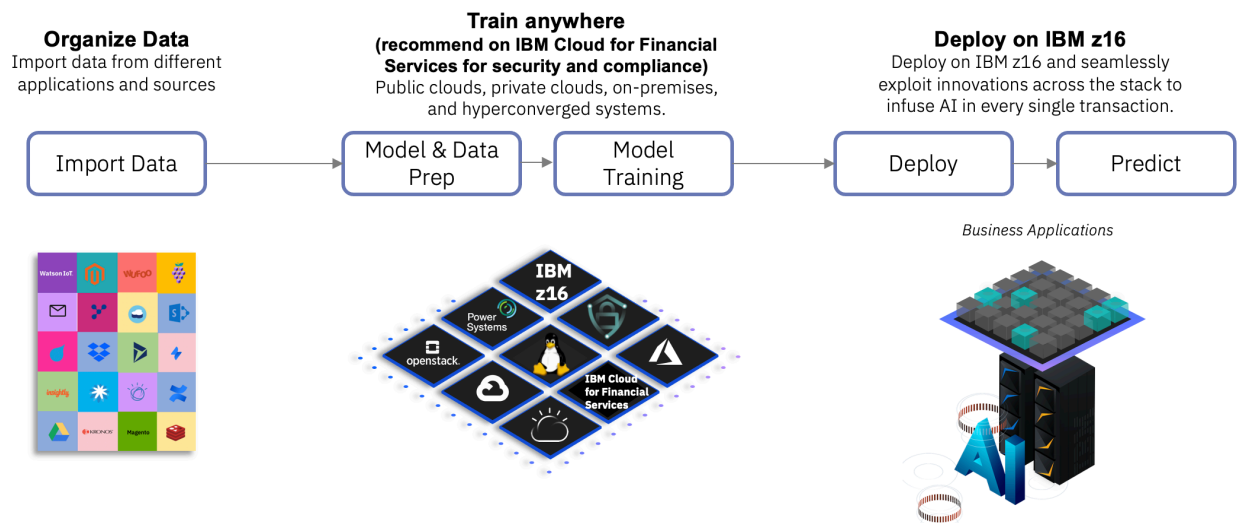 Organize Data
Import data from different
applications and sources
Train anywhere
(recommend on IBM Cloud for Financial
Services for security and compliance)
Public clouds, private clouds, on-premises,
and hyperconverged systems.
Deploy on IBM z16
Deploy on IBM z16 and seamlessly
exploit innovations across the stack to
infuse AI in every single transaction.
Import Data
Model & Data
Prep
Model
Training
Deploy
Predict
Business Applications
Watson IoT
WUFOO
S
insightly
KRONOS
Magento
IBM
z16
Power
Systems
openstack.
IBM Cloud
for Financial
Services
AI